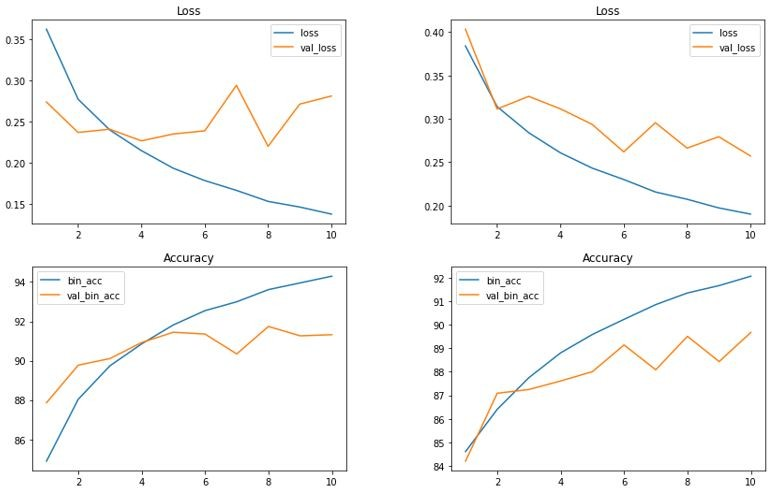 Loss
0.35
0.30
0.25
0.20
0.15
loss
val_loss
2 4 6 8 10
Loss
0.40
0.35
0.30
0.25
0.20
loss
val_loss
2 4 6 8 10
Accuracy
94
92
90
88
86
bin_acc
val_bin_acc
2 4 6 8 10
Accuracy
92
91
90
89
88
87
86
85
84
bin_acc
val_bin_acc
2 4 6 8 10